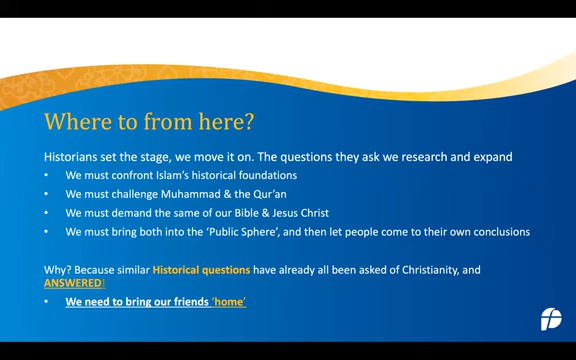 Where to from here?
Historians set the stage, we move it on. The questions they ask we research and expand
• We must confront Islam's historical foundations
• We must challenge Muhammad & the Qur'an
• We must demand the same of our Bible & Jesus Christ
• We must bring both into the 'Public Sphere', and then let people come to their own conclusions
Why? Because similar Historical questions have already all been asked of Christianity, and
ANSWERED!
• We need to bring our friends 'home'